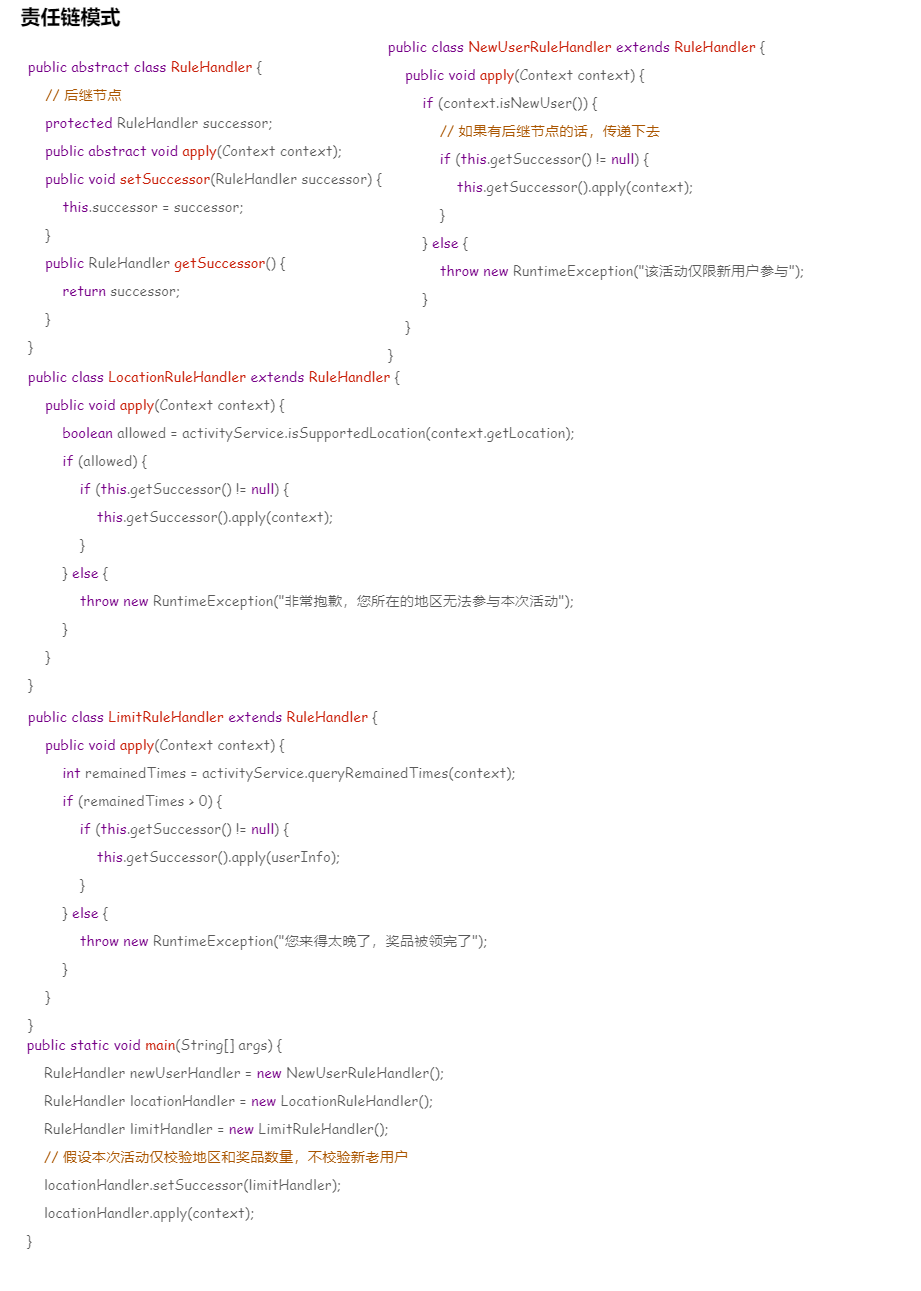 责任链模式
public abstract class RuleHandler {
// 后继节点
protected RuleHandler successor;
public abstract void apply(Context context);
public void setSuccessor(RuleHandler successor) {
this.successor = successor;
}
public RuleHandler getSuccessor() {
return successor;
}
}
public class NewUserRuleHandler extends RuleHandler {
public void apply(Context context) {
if (context.isNewUser()) {
// 如果有后继节点的话，传递下去
if (this.getSuccessor() != null) {
this.getSuccessor().apply(context);
}
} else {
throw new RuntimeException("该活动仅限新用户参与");
}
}
}
public class LocationRuleHandler extends RuleHandler {
public void apply(Context context) {
boolean allowed = activityService.isSupportedLocation(context.getLocation);
if (allowed) {
if (this.getSuccessor() != null) {
this.getSuccessor().apply(context);
}
} else {
throw new RuntimeException("非常抱歉，您所在的地区无法参与本次活动");
}
}
}
public class LimitRuleHandler extends RuleHandler {
public void apply(Context context) {
int remainedTimes = activityService.queryRemainedTimes(context);
if (remainedTimes > 0) {
if (this.getSuccessor() != null) {
this.getSuccessor().apply(userInfo);
}
} else {
throw new RuntimeException("您来得太晚了，奖品被领完了");
}
}
}
public static void main(String[] args) {
RuleHandler newUserHandler = new NewUserRuleHandler();
RuleHandler locationHandler = new LocationRuleHandler();
RuleHandler limitHandler = new LimitRuleHandler();
// 假设本次活动仅校验地区和奖品数量，不校验新老用户
locationHandler.setSuccessor(limitHandler);
locationHandler.apply(context);
}